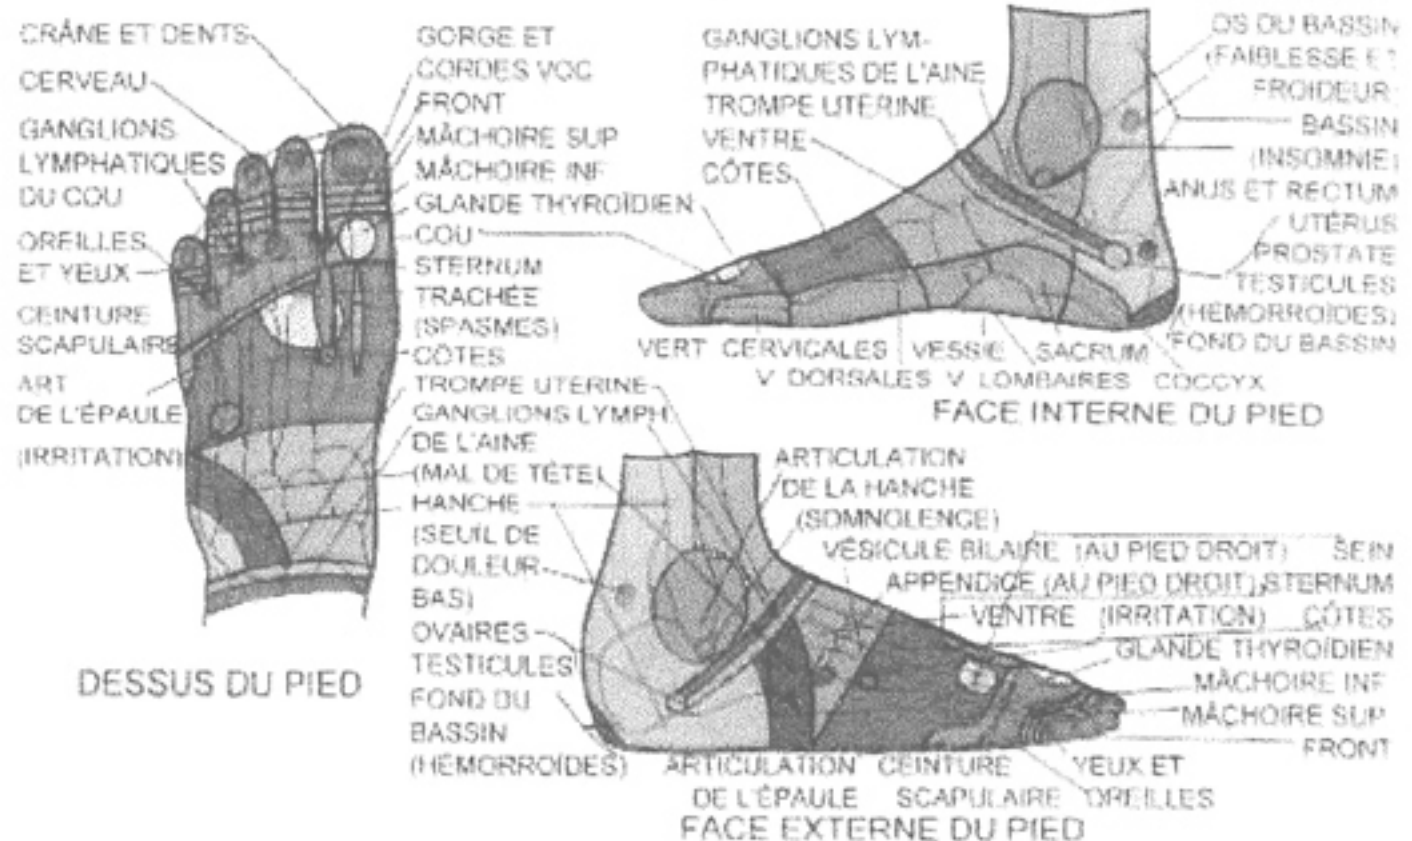 CRÂNE ET DENTS
CERVEAU
GANGLIONS
LYMPHATIQUES
DU COU
OREILLES
ET YEUX
CEINTURE
SCAPULAIRE
ART
DE L'ÉPAULE
(IRRITATION)
DESSUS DU PIED
GORGE ET
CORDES VOC
FRONT
MÂCHOIRE SUP
MÂCHOIRE INF
GLANDE THYROÏDIEN
COU
STERNUM
TRACHÉE
(SPASMES)
CÔTES
TROMPE UTERINE
GANGLIONS LYMPH.
DE L'AINE
(MAL DE TÊTE)
HANCHE
(SEUIL DE
DOULEUR
BAS)
OVAIRES
TESTICULES
FOND DU
BASSIN
(HÉMORROÏDES)
GANGLIONS LYM-
PHATIQUES DE L'AINE
TROMPE UTERINE
VENTRE
CÔTES
OS DU BASSIN
(FAIBLESSE ET
FROIDEUR)
BASSIN
(INSOMNIE)
ANUS ET RECTUM
UTÉRUS
PROSTATE
TESTICULES
(HÉMORROÏDES)
FOND DU BASSIN
VERT CERVICALES VESSIE SACRUM
V DORSALES V LOMBAIRES COCCYX
FACE INTERNE DU PIED
ARTICULATION
DE LA HANCHE
(SOMNOLENCE)
VÉSICULE BILAIRE (AU PIED DROIT) SEIN
APPENDICE (AU PIED DROIT) STERNUM
VENTRE (IRRITATION) CÔTES
GLANDE THYROÏDIEN
MÂCHOIRE INF
MÂCHOIRE SUP
FRONT
ARTICULATION CEINTURE YEUX ET
DE L'ÉPAULE SCAPULAIRE OREILLES
FACE EXTERNE DU PIED